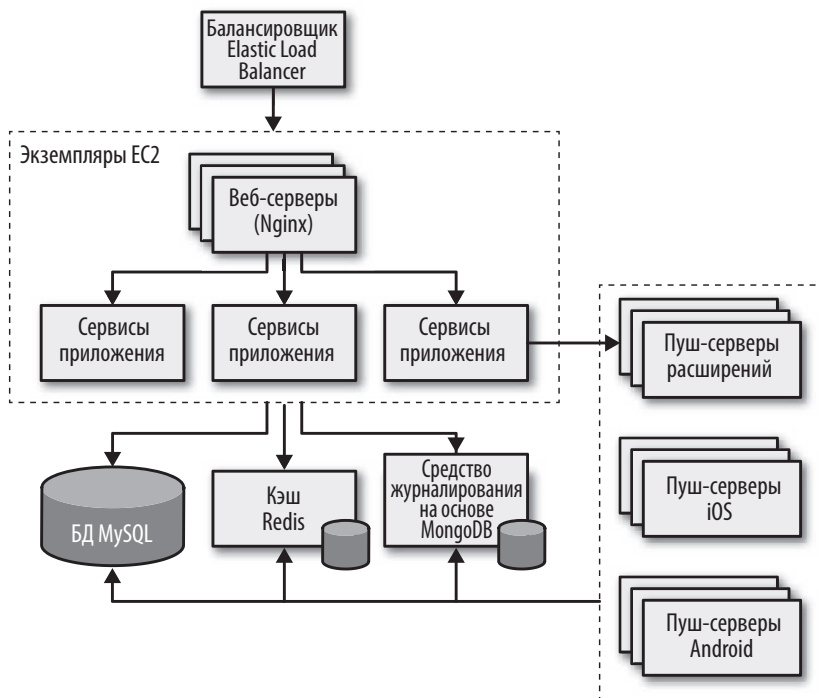 Балансировщик
Elastic Load
Balancer
Экземпляры EC2
Веб-серверы
(Nginx)
Сервисы
приложения
Сервисы
приложения
Сервисы
приложения
Пуш-серверы
расширений
БД MySQL
Кэш
Redis
Средство
журналирования
на основе
MongoDB
Пуш-серверы
iOS
Пуш-серверы
Android